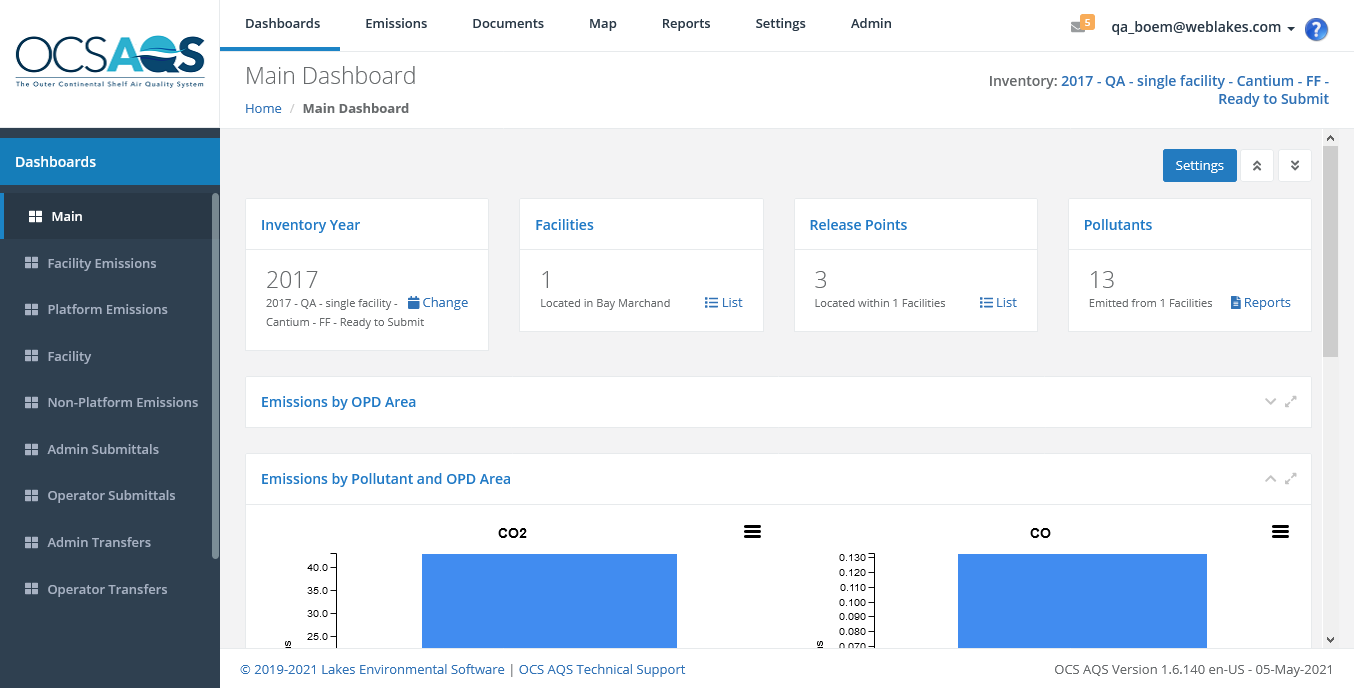 OCSAQS
The Outer Continental Shelf Air Quality System
Dashboards
Emissions
Documents
Map
Reports
Settings
Admin
5
qa_boem@weblakes.com
?
Main Dashboard
Home / Main Dashboard
Inventory: 2017 - QA - single facility - Cantium - FF -
Ready to Submit
Dashboards
Main
Facility Emissions
Platform Emissions
Facility
Non-Platform Emissions
Admin Submittals
Operator Submittals
Admin Transfers
Operator Transfers
Settings
Inventory Year
2017
2017 - QA - single facility -
Cantium - FF - Ready to Submit
Change
Facilities
1
Located in Bay Marchand
List
Release Points
3
Located within 1 Facilities
List
Pollutants
13
Emitted from 1 Facilities
Reports
Emissions by OPD Area
Emissions by Pollutant and OPD Area
CO2
40.0
35.0
30.0
25.0
CO
0.130
0.120
0.110
0.100
0.090
0.080
0.070
© 2019-2021 Lakes Environmental Software | OCS AQS Technical Support
OCS AQS Version 1.6.140 en-US - 05-May-2021